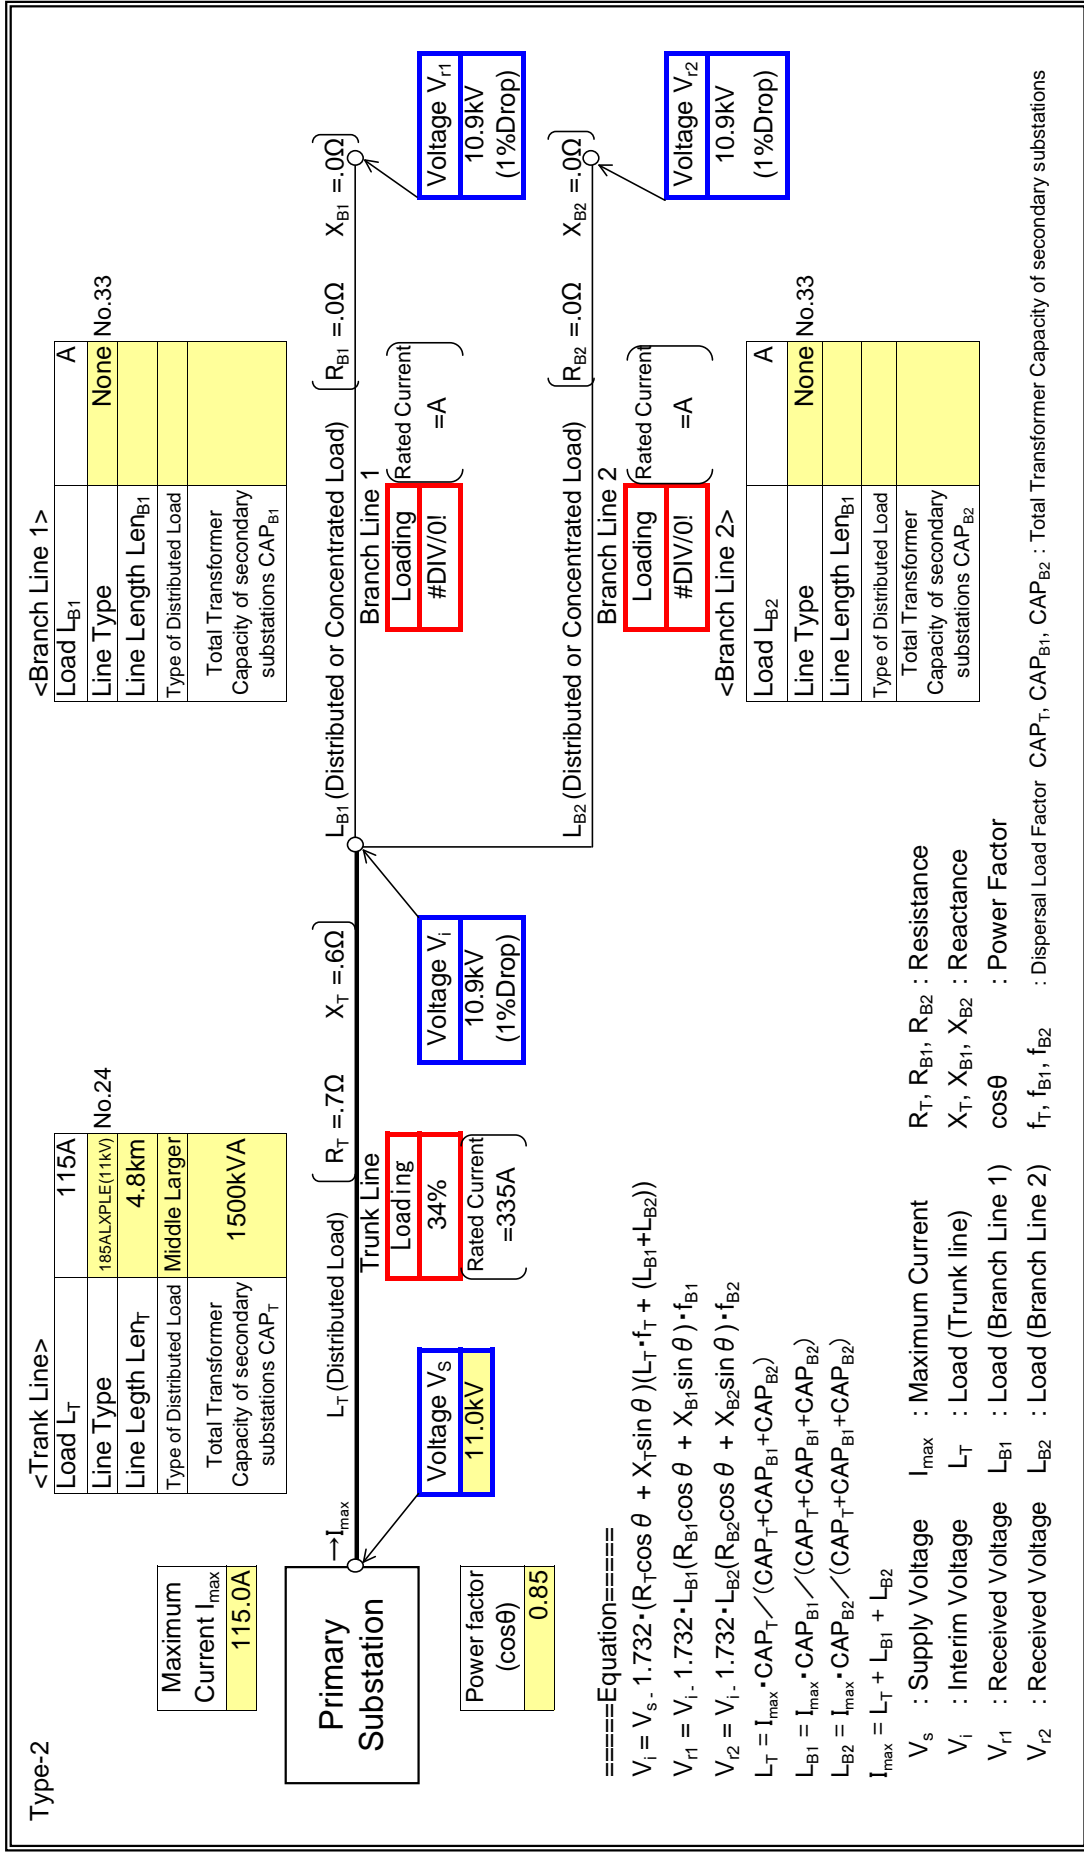 Type-2
<Trank Line>
Load LT 115A
Line Type 185ALXPLE(11kV) No.24
Line Legth LenT 4.8km
Type of Distributed Load Middle Larger
Total Transformer
Capacity of secondary
substations CAPT
1500kVA
<Branch Line 1>
Load LB1 A
Line Type None No.33
Line Length LenB1
Type of Distributed Load
Total Transformer
Capacity of secondary
substations CAPB1
Maximum
Current Imax
115.0A
Primary
Substation
→Imax
LT (Distributed Load)
RT =.7Ω XT =.6Ω
LB1 (Distributed or Concentrated Load)
RB1 =.0Ω XB1 =.0Ω
Trunk Line
Loading
34%
Rated Current
=335A
Branch Line 1
Loading
#DIV/0!
Rated Current
=A
Voltage VS
11.0kV
Voltage Vi
10.9kV
(1%Drop)
Voltage Vr1
10.9kV
(1%Drop)
Power factor
(cosθ)
0.85
LB2 (Distributed or Concentrated Load)
RB2 =.0Ω XB2 =.0Ω
Branch Line 2
Loading
#DIV/0!
Rated Current
=A
Voltage Vr2
10.9kV
(1%Drop)
<Branch Line 2>
Load LB2 A
Line Type None No.33
Line Length LenB1
Type of Distributed Load
Total Transformer
Capacity of secondary
substations CAPB2
=====Equation=====
Vi = Vs - 1.732・(RTcos θ + XTsin θ )(LT・fT + (LB1+LB2))
Vr1 = Vi - 1.732・LB1(RB1cos θ + XB1sin θ )・fB1
Vr2 = Vi - 1.732・LB2(RB2cos θ + XB2sin θ )・fB2
LT = Imax・CAPT／(CAPT+CAPB1+CAPB2)
LB1 = Imax・CAPB1／(CAPT+CAPB1+CAPB2)
LB2 = Imax・CAPB2／(CAPT+CAPB1+CAPB2)
Imax = LT + LB1 + LB2
Vs : Supply Voltage Imax : Maximum Current RT, RB1, RB2 : Resistance
Vi : Interim Voltage LT : Load (Trunk line) XT, XB1, XB2 : Reactance
Vr1 : Received Voltage LB1 : Load (Branch Line 1) cosθ : Power Factor
Vr2 : Received Voltage LB2 : Load (Branch Line 2) fT, fB1, fB2 : Dispersal Load Factor CAPT, CAPB1, CAPB2 : Total Transformer Capacity of secondary substations